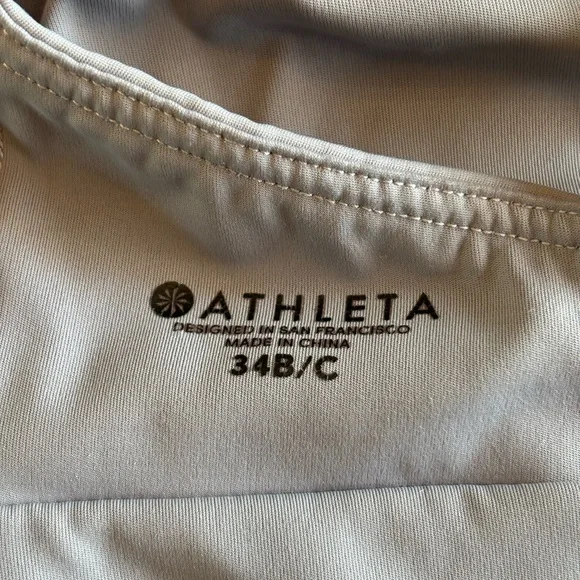 ATHLETA
DESIGNED IN SAN FRANCISCO
MADE IN CHINA
34B/C